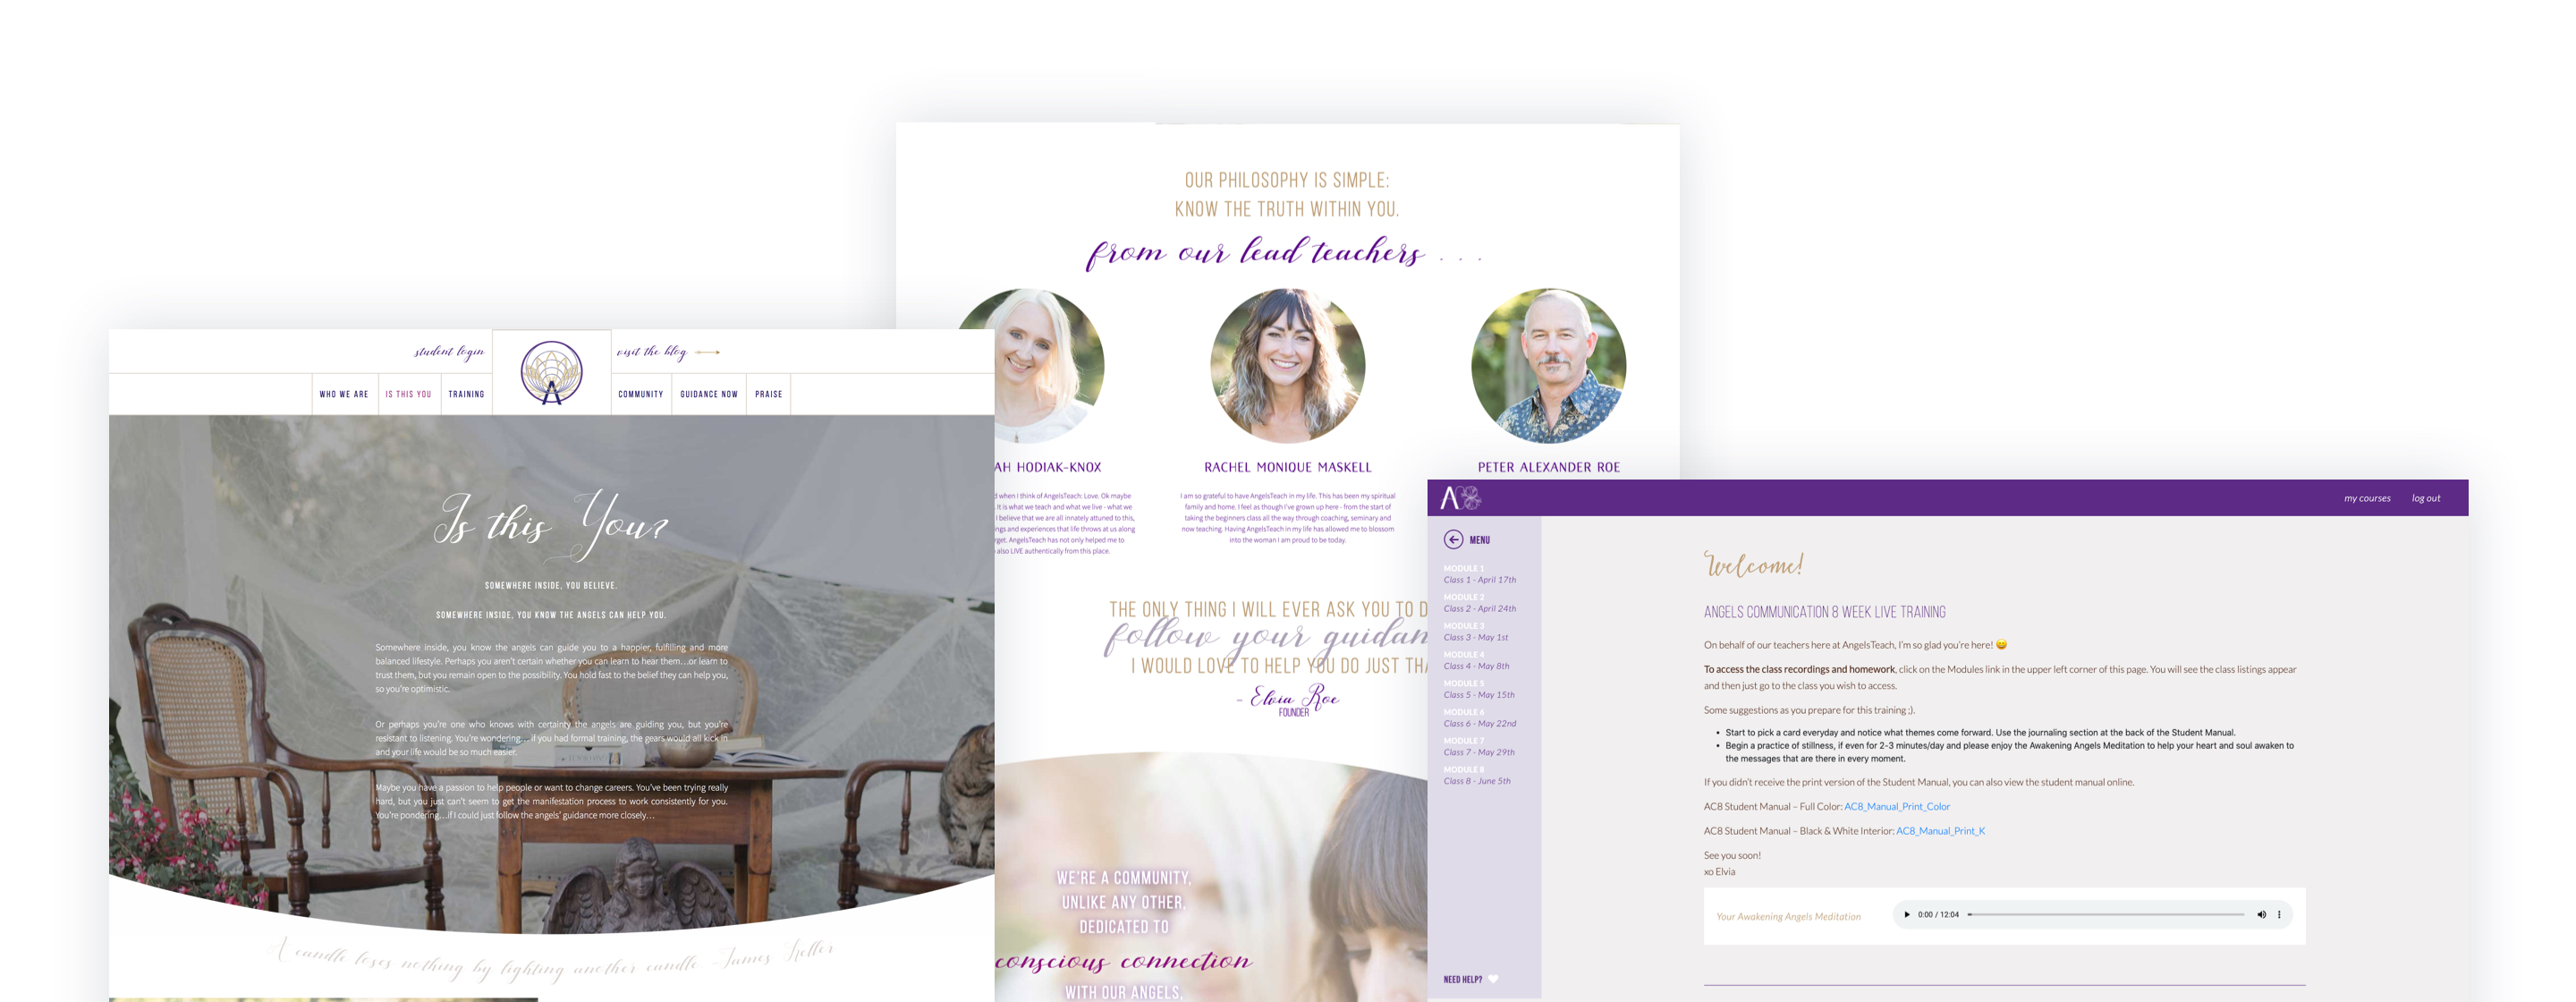 OUR PHILOSOPHY IS SIMPLE:
KNOW THE TRUTH WITHIN YOU.
from our lead teachers . . .
AH HODIAK-KNOX
d when I think of AngelsTeach: Love. Ok maybe
. It is what we teach and what we live - what we
I believe that we are all innately attuned to this,
ngs and experiences that life throws at us along
rget. AngelsTeach has not only helped me to
also LIVE authentically from this place.
RACHEL MONIQUE MASKELL
I am so grateful to have AngelsTeach in my life. This has been my spiritual
family and home. I feel as though I've grown up here - from the start of
taking the beginners class all the way through coaching, seminary and
now teaching. Having AngelsTeach in my life has allowed me to blossom
into the woman I am proud to be today.
PETER ALEXANDER ROE
THE ONLY THING I WILL EVER ASK YOU TO D
follow your guidan
I WOULD LOVE TO HELP YOU DO JUST THA
- Elvia Roe
FOUNDER
WE'RE A COMMUNITY,
UNLIKE ANY OTHER,
DEDICATED TO
conscious connection
WITH OUR ANGELS.
student login
visit the blog
WHO WE ARE
IS THIS YOU
TRAINING
COMMUNITY
GUIDANCE NOW
PRAISE
Is this You?
SOMEWHERE INSIDE, YOU BELIEVE.
SOMEWHERE INSIDE, YOU KNOW THE ANGELS CAN HELP YOU.
Somewhere inside, you know the angels can guide you to a happier, fulfilling and more
balanced lifestyle. Perhaps you aren't certain whether you can learn to hear them…or learn to
trust them, but you remain open to the possibility. You hold fast to the belief they can help you,
so you're optimistic.
Or perhaps you're one who knows with certainty the angels are guiding you, but you're
resistant to listening. You're wondering…if you had formal training, the gears would all kick in
and your life would be so much easier.
Maybe you have a passion to help people or want to change careers. You've been trying really
hard, but you just can't seem to get the manifestation process to work consistently for you.
You're pondering…if I could just follow the angels' guidance more closely…
A candle loses nothing by lighting another candle -James Keller
AC8
my courses
log out
MENU
MODULE 1
Class 1 - April 17th
MODULE 2
Class 2 - April 24th
MODULE 3
Class 3 - May 1st
MODULE 4
Class 4 - May 8th
MODULE 5
Class 5 - May 15th
MODULE 6
Class 6 - May 22nd
MODULE 7
Class 7 - May 29th
MODULE 8
Class 8 - June 5th
NEED HELP?
Welcome!
ANGELS COMMUNICATION 8 WEEK LIVE TRAINING
On behalf of our teachers here at AngelsTeach, I'm so glad you're here! 😀
To access the class recordings and homework, click on the Modules link in the upper left corner of this page. You will see the class listings appear
and then just go to the class you wish to access.
Some suggestions as you prepare for this training ;).
• Start to pick a card everyday and notice what themes come forward. Use the journaling section at the back of the Student Manual.
• Begin a practice of stillness, if even for 2-3 minutes/day and please enjoy the Awakening Angels Meditation to help your heart and soul awaken to
the messages that are there in every moment.
If you didn't receive the print version of the Student Manual, you can also view the student manual online.
AC8 Student Manual – Full Color: AC8_Manual_Print_Color
AC8 Student Manual – Black & White Interior: AC8_Manual_Print_K
See you soon!
xo Elvia
Your Awakening Angels Meditation
0:00 / 12:04